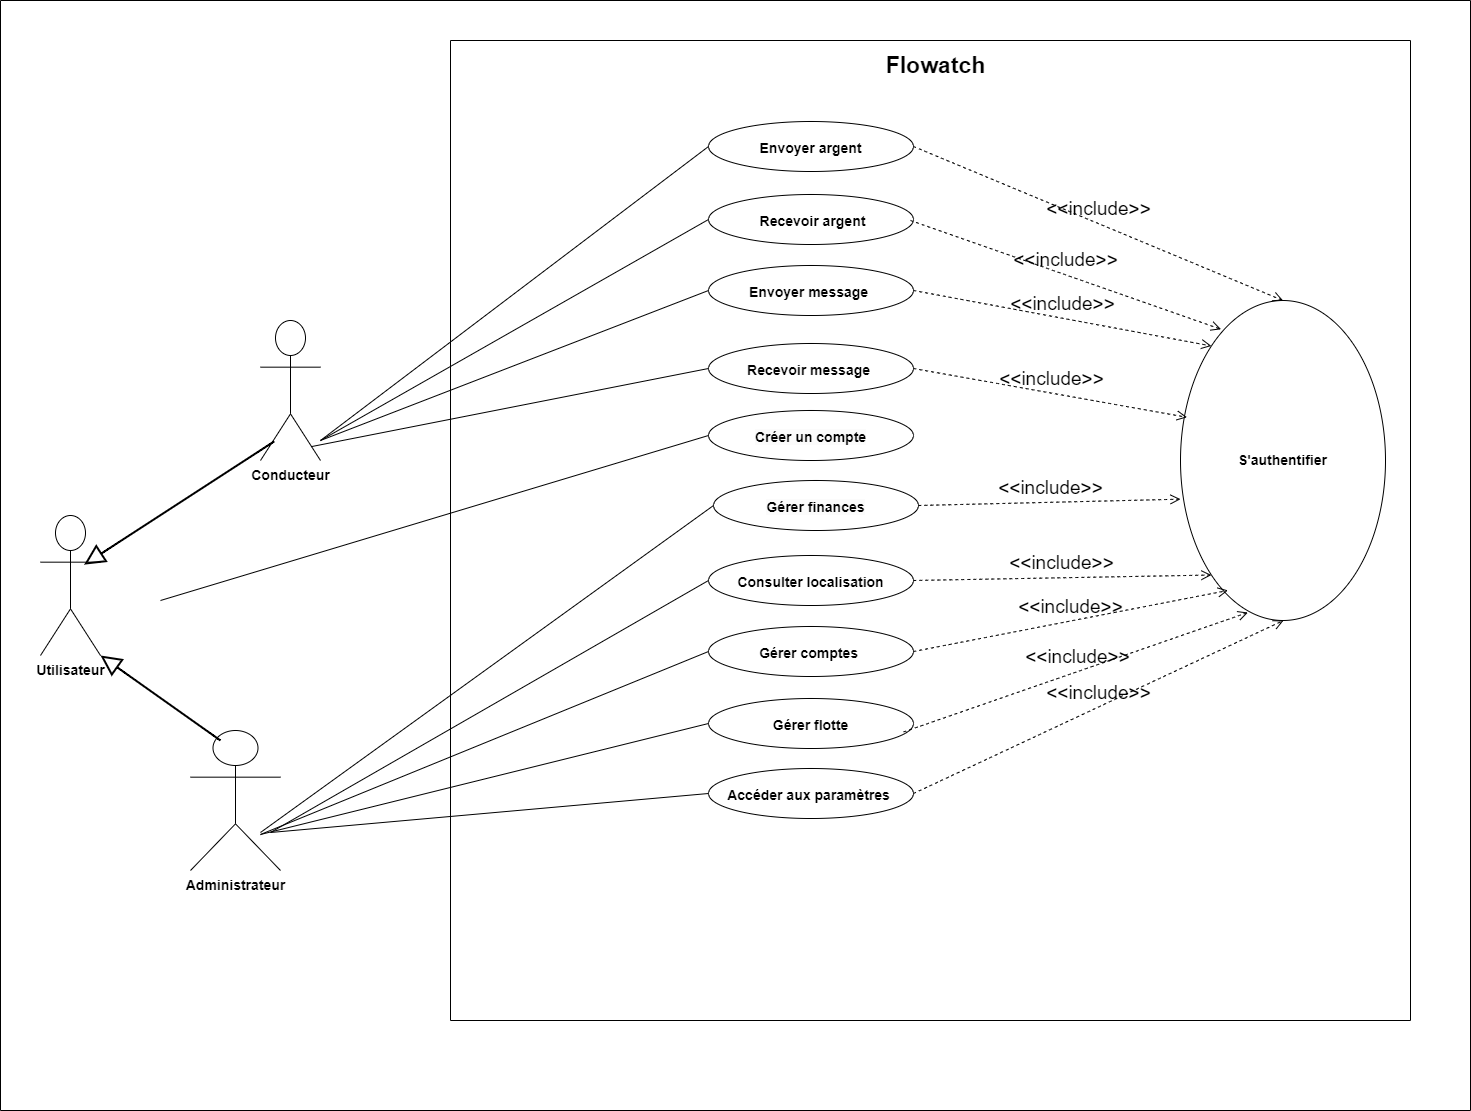 Flowatch
Envoyer argent
<<include>>
Recevoir argent
<<include>>
Envoyer message
<<include>>
Recevoir message
<<include>>
Créer un compte
S'authentifier
Conducteur
<<include>>
Gérer finances
<<include>>
Consulter localisation
<<include>>
Gérer comptes
<<include>>
Utilisateur
<<include>>
Gérer flotte
Accéder aux paramètres
Administrateur